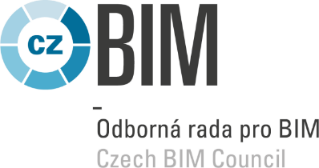 cz BIM
Odborná rada pro BIM
Czech BIM Council